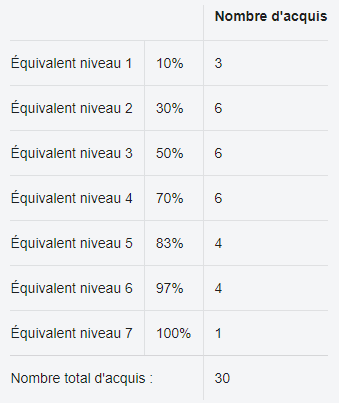 Nombre d'acquis
Équivalent niveau 1 10% 3
Équivalent niveau 2 30% 6
Équivalent niveau 3 50% 6
Équivalent niveau 4 70% 6
Équivalent niveau 5 83% 4
Équivalent niveau 6 97% 4
Équivalent niveau 7 100% 1
Nombre total d'acquis : 30